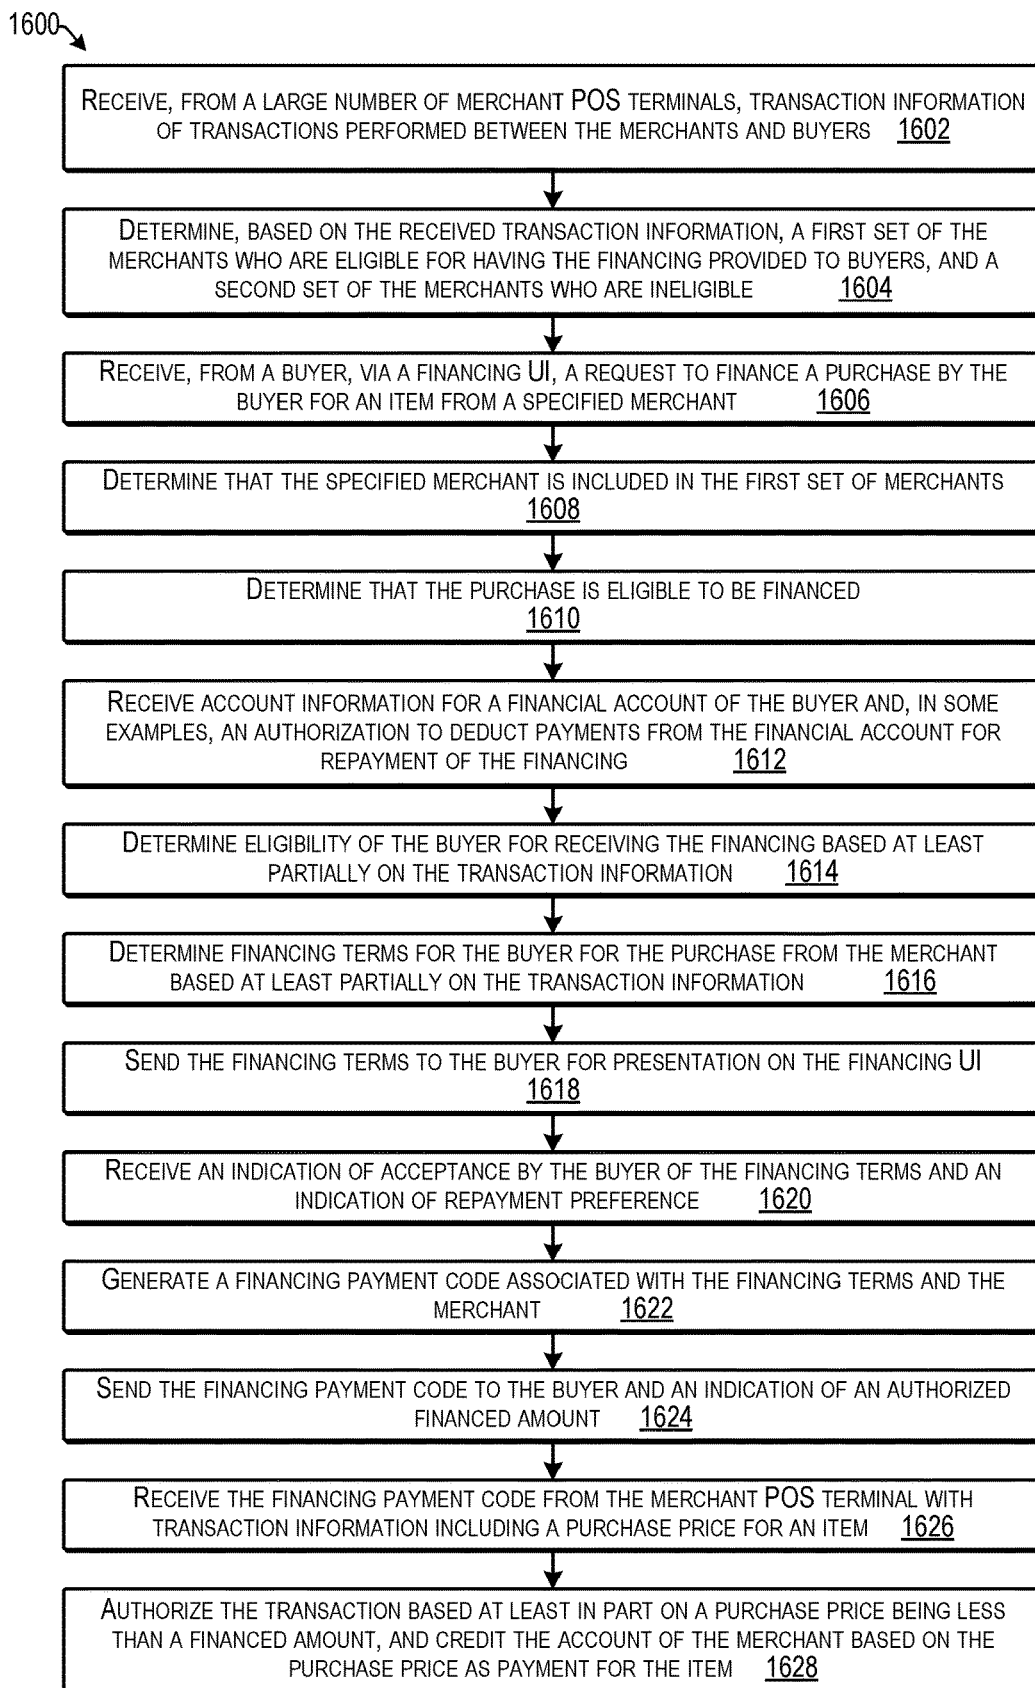 1600
RECEIVE, FROM A LARGE NUMBER OF MERCHANT POS TERMINALS, TRANSACTION INFORMATION
OF TRANSACTIONS PERFORMED BETWEEN THE MERCHANTS AND BUYERS 1602
DETERMINE, BASED ON THE RECEIVED TRANSACTION INFORMATION, A FIRST SET OF THE
MERCHANTS WHO ARE ELIGIBLE FOR HAVING THE FINANCING PROVIDED TO BUYERS, AND A
SECOND SET OF THE MERCHANTS WHO ARE INELIGIBLE 1604
RECEIVE, FROM A BUYER, VIA A FINANCING UI, A REQUEST TO FINANCE A PURCHASE BY THE
BUYER FOR AN ITEM FROM A SPECIFIED MERCHANT 1606
DETERMINE THAT THE SPECIFIED MERCHANT IS INCLUDED IN THE FIRST SET OF MERCHANTS
1608
DETERMINE THAT THE PURCHASE IS ELIGIBLE TO BE FINANCED
1610
RECEIVE ACCOUNT INFORMATION FOR A FINANCIAL ACCOUNT OF THE BUYER AND, IN SOME
EXAMPLES, AN AUTHORIZATION TO DEDUCT PAYMENTS FROM THE FINANCIAL ACCOUNT FOR
REPAYMENT OF THE FINANCING 1612
DETERMINE ELIGIBILITY OF THE BUYER FOR RECEIVING THE FINANCING BASED AT LEAST
PARTIALLY ON THE TRANSACTION INFORMATION 1614
DETERMINE FINANCING TERMS FOR THE BUYER FOR THE PURCHASE FROM THE MERCHANT
BASED AT LEAST PARTIALLY ON THE TRANSACTION INFORMATION 1616
SEND THE FINANCING TERMS TO THE BUYER FOR PRESENTATION ON THE FINANCING UI
1618
RECEIVE AN INDICATION OF ACCEPTANCE BY THE BUYER OF THE FINANCING TERMS AND AN
INDICATION OF REPAYMENT PREFERENCE 1620
GENERATE A FINANCING PAYMENT CODE ASSOCIATED WITH THE FINANCING TERMS AND THE
MERCHANT 1622
SEND THE FINANCING PAYMENT CODE TO THE BUYER AND AN INDICATION OF AN AUTHORIZED
FINANCED AMOUNT 1624
RECEIVE THE FINANCING PAYMENT CODE FROM THE MERCHANT POS TERMINAL WITH
TRANSACTION INFORMATION INCLUDING A PURCHASE PRICE FOR AN ITEM 1626
AUTHORIZE THE TRANSACTION BASED AT LEAST IN PART ON A PURCHASE PRICE BEING LESS
THAN A FINANCED AMOUNT, AND CREDIT THE ACCOUNT OF THE MERCHANT BASED ON THE
PURCHASE PRICE AS PAYMENT FOR THE ITEM 1628